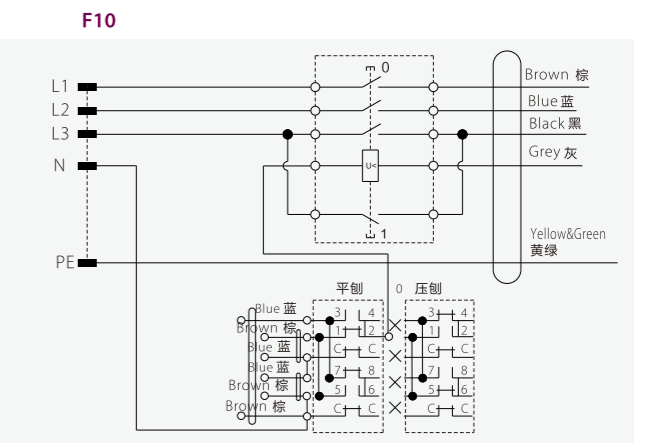 F10
0
L1
Brown 棕
L2
Blue 蓝
L3
Black 黑
N
U<
Grey 灰
1
Yellow&Green
黄绿
PE
平刨 0 压刨
Blue 蓝
3 4
3 4
Brown 棕
1 2
1 2
Blue 蓝
C C
C C
Blue 蓝
7 8
7 8
Brown 棕
5 6
5 6
Brown 棕
C C
C C